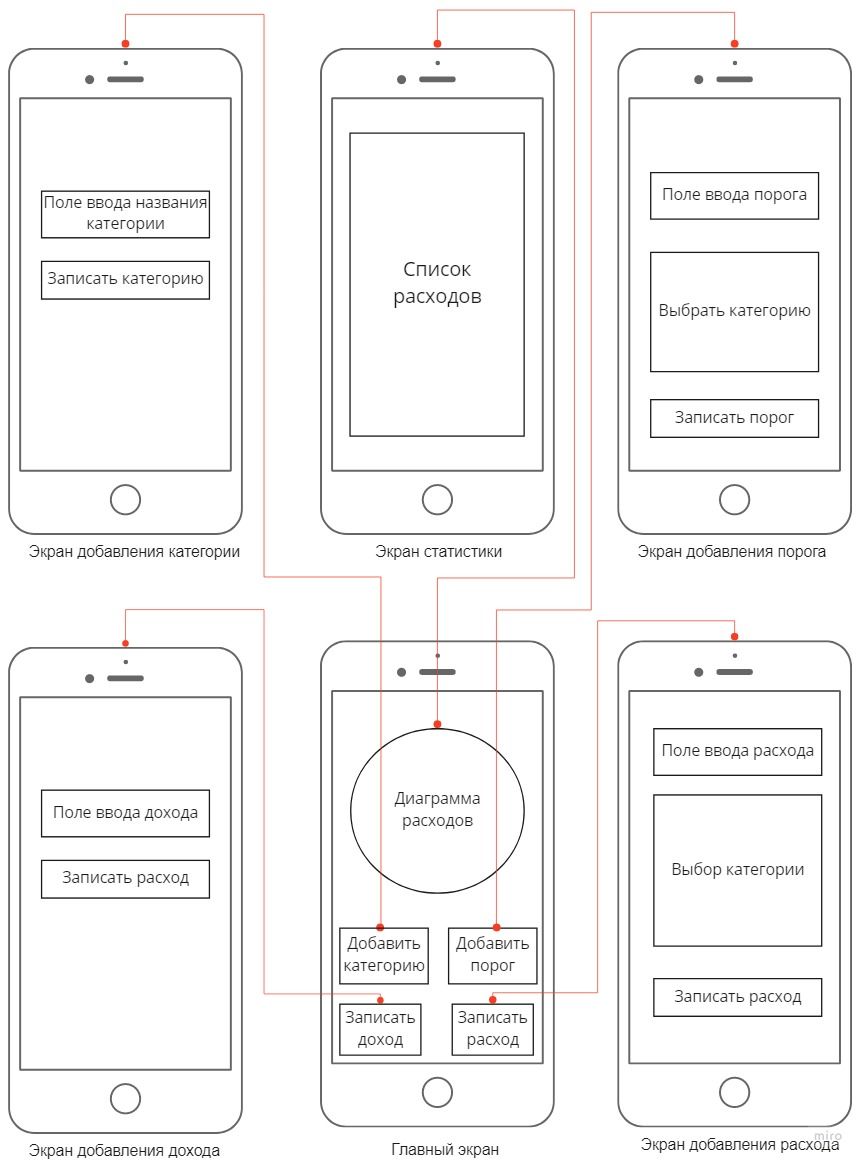 Поле ввода названия
категории
Записать категорию
Экран добавления категории
Список
расходов
Экран статистики
Поле ввода порога
Выбрать категорию
Записать порог
Экран добавления порога
Поле ввода дохода
Записать расход
Экран добавления дохода
Диаграмма
расходов
Добавить
категорию
Добавить
порог
Записать
доход
Записать
расход
Главный экран
Поле ввода расхода
Выбор категории
Записать расход
Экран добавления расхода
miro